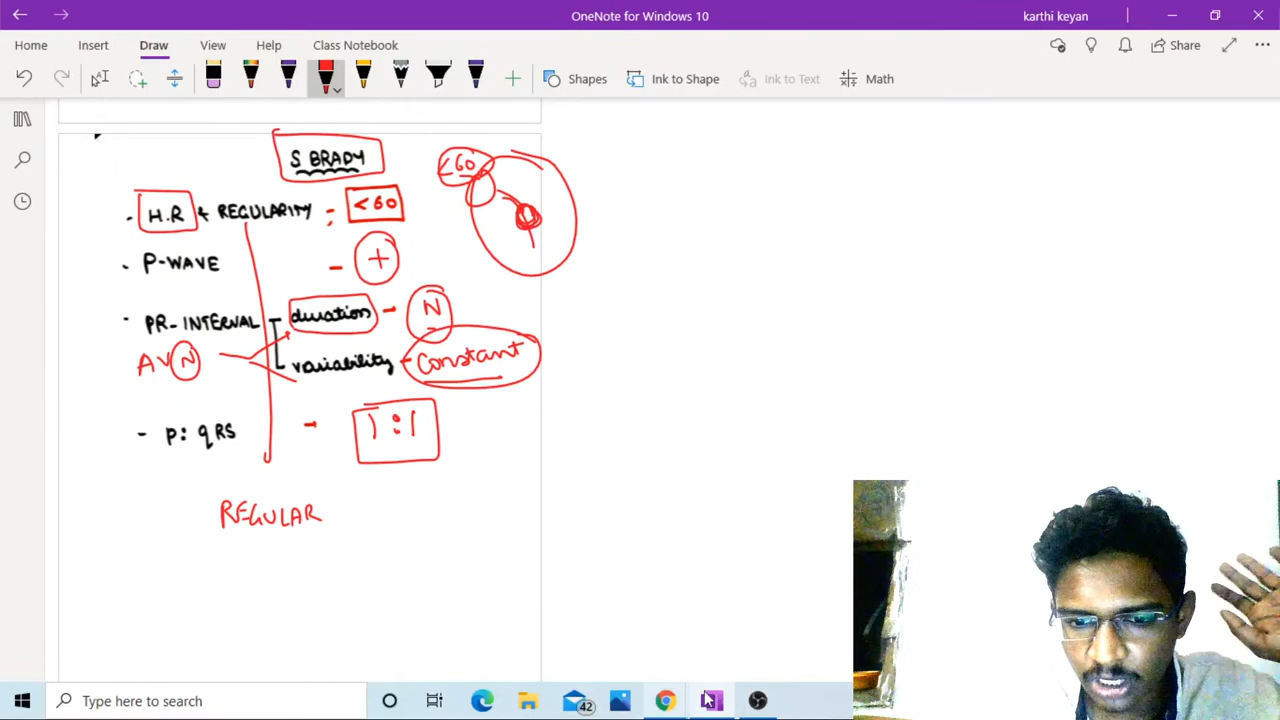 OneNote for Windows 10
karthi keyan
Home Insert Draw View Help Class Notebook
Share
Shapes Ink to Shape Ink to Text Math
S BRADY
<60
- H.R & REGULARITY - <60
- P-WAVE - +
- PR-INTERVAL duration - N
AVN variability - Constant
- P: qRS - 1:1
REGULAR
Type here to search
42